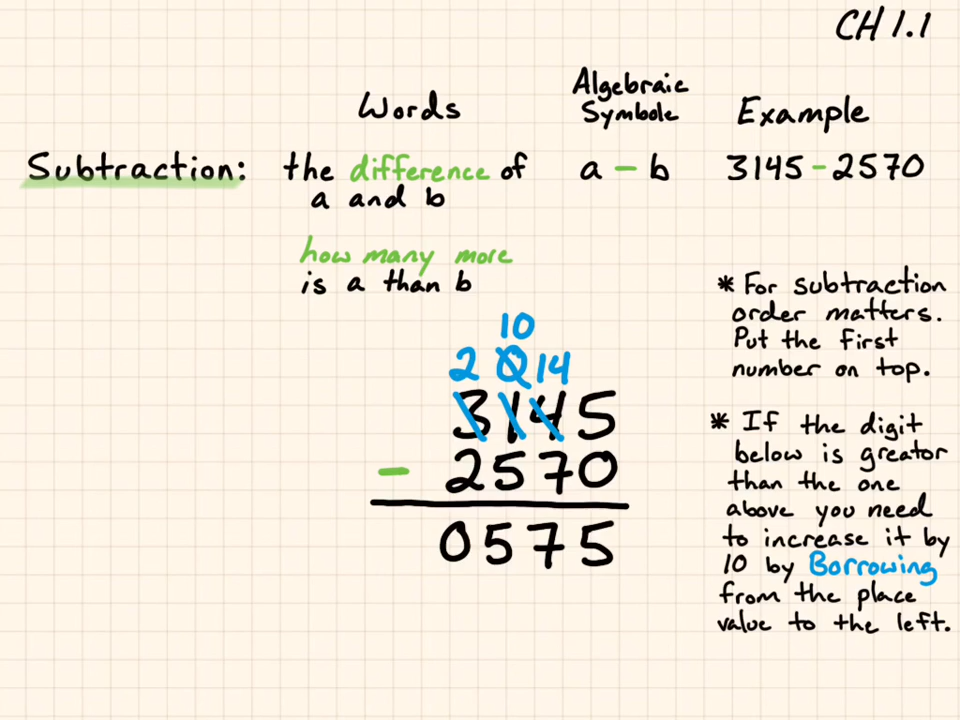 CH 1.1
Words
Algebraic
Symbole
Example
Subtraction: the difference of a - b 3145 - 2570
a and b
how many more
is a than b
* For subtraction
order matters.
Put the first
number on top.
10
2 0 14
3145
- 2570
0575
* If the digit
below is greator
than the one
above you need
to increase it by
10 by Borrowing
from the place
value to the left.